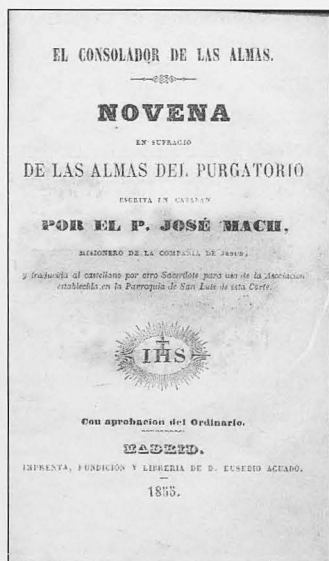 EL CONSOLADOR DE LAS ALMAS.
NOVENA
EN SUFRAGIO
DE LAS ALMAS DEL PURGATORIO
ESCRITA EN CATALAN
POR EL P. JOSÉ MACH,
MISIONERO DE LA COMPAÑIA DE JESUS,
y traducida al castellano por otro Sacerdote para uso de la Asociacion
establecida en la Parroquia de San Luis de esta Corte.
IHS
Con aprobacion del Ordinario.
MADRID.
IMPRENTA, FUNDICION Y LIBRERIA DE D. EUSEBIO AGUADO.
1855.